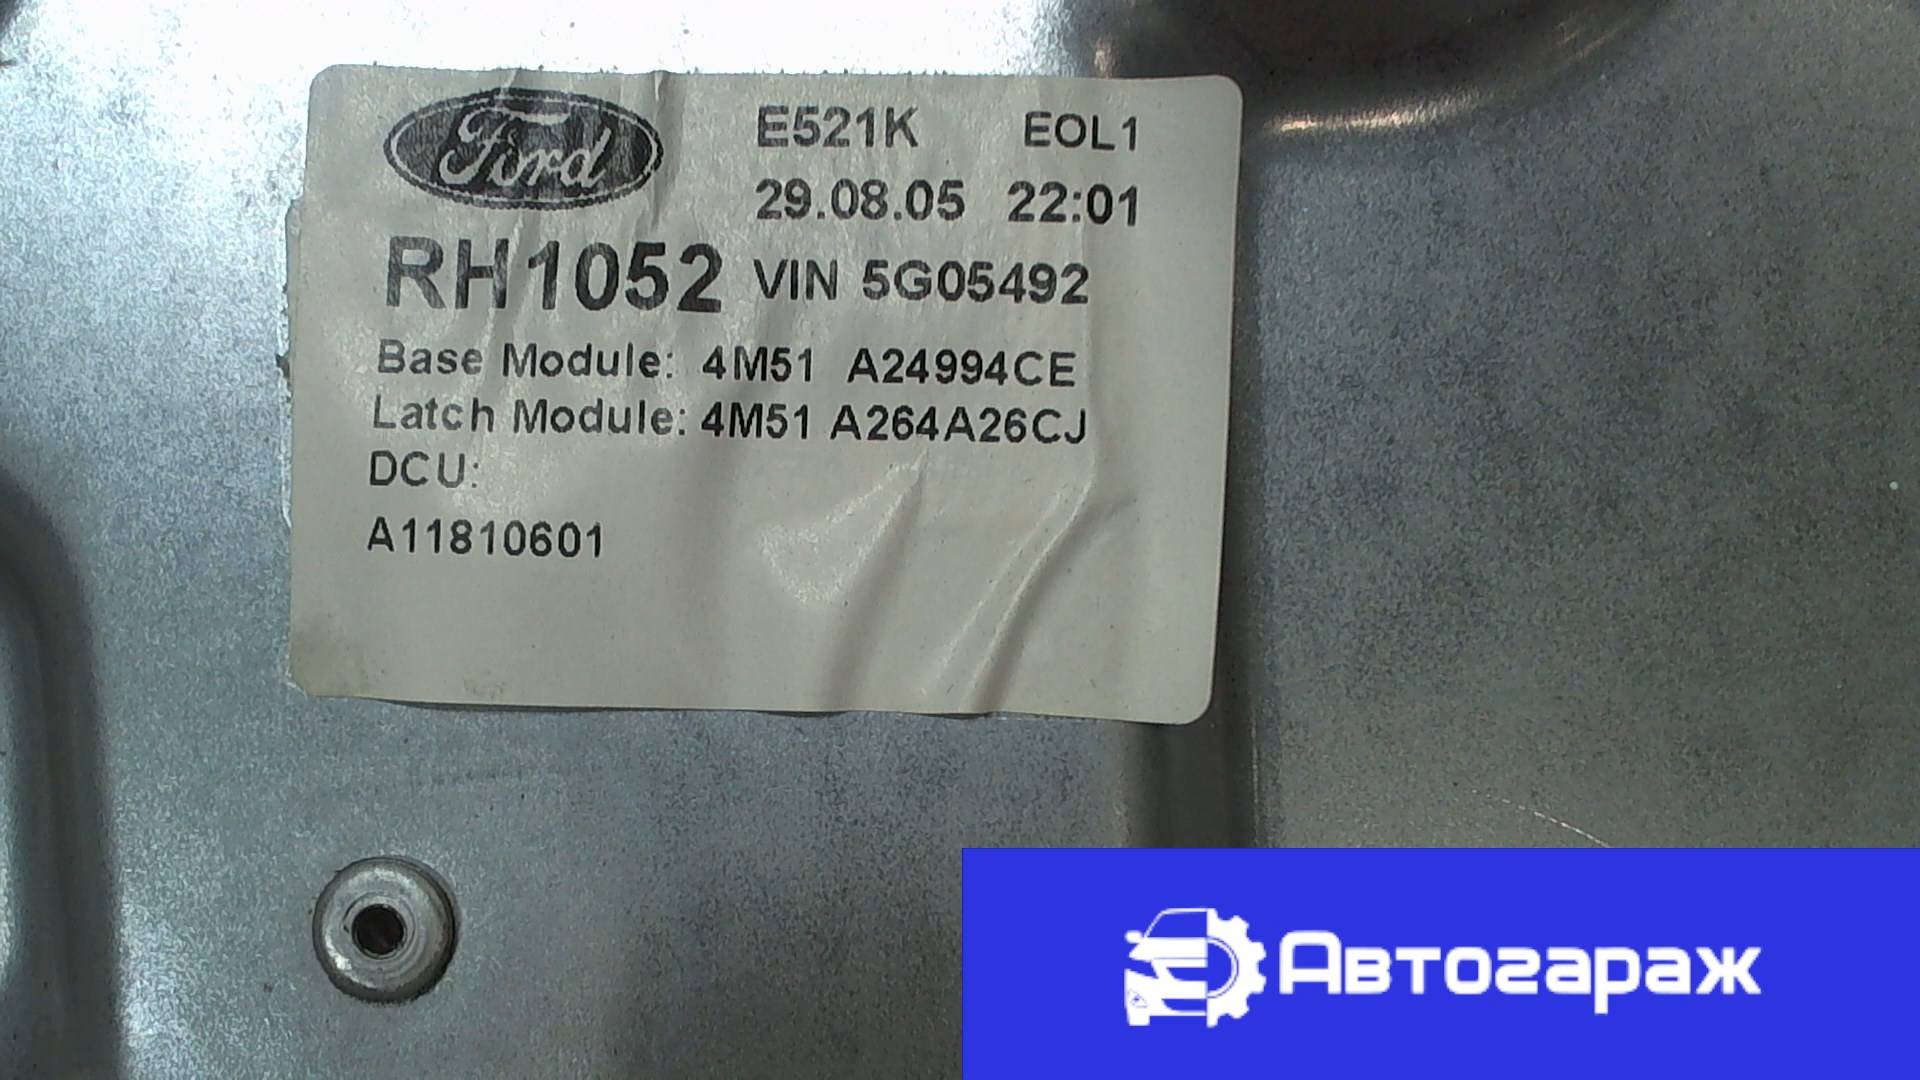 Ford
E521K EOL1
29.08.05 22:01
RH1052 VIN 5G05492
Base Module: 4M51 A24994CE
Latch Module: 4M51 A264A26CJ
DCU:
A11810601
Автогараж